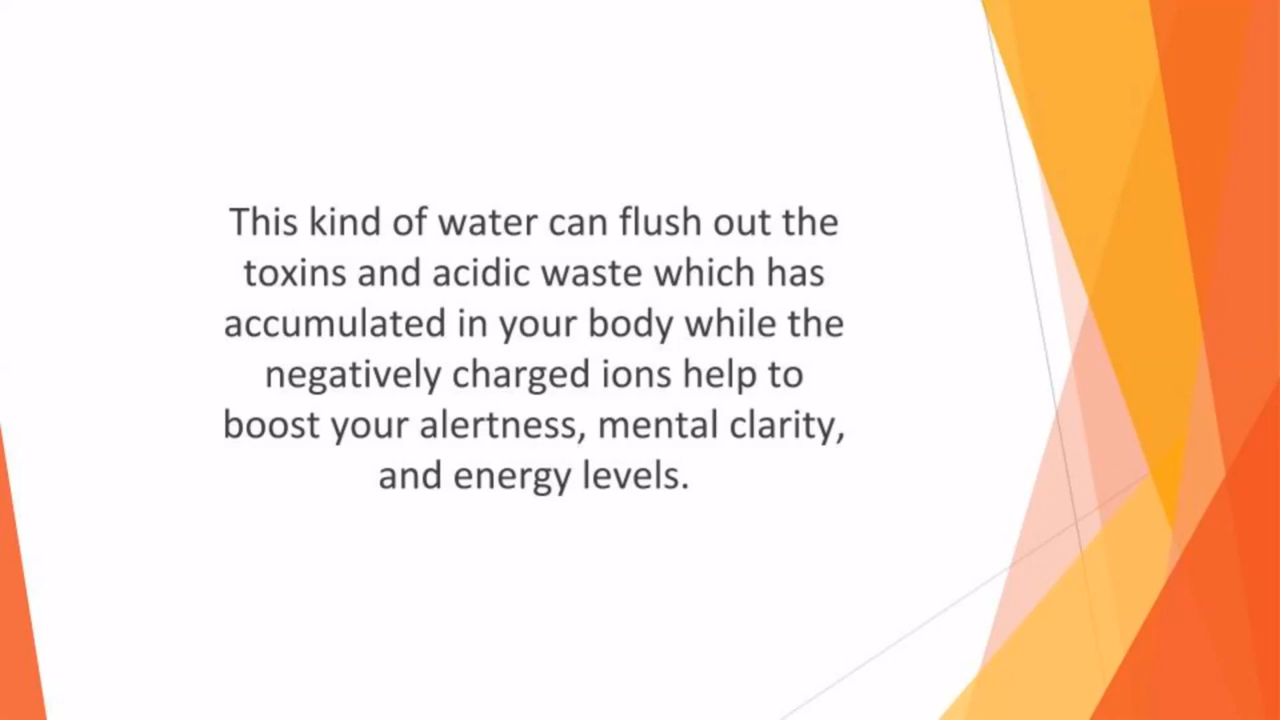 This kind of water can flush out the
toxins and acidic waste which has
accumulated in your body while the
negatively charged ions help to
boost your alertness, mental clarity,
and energy levels.